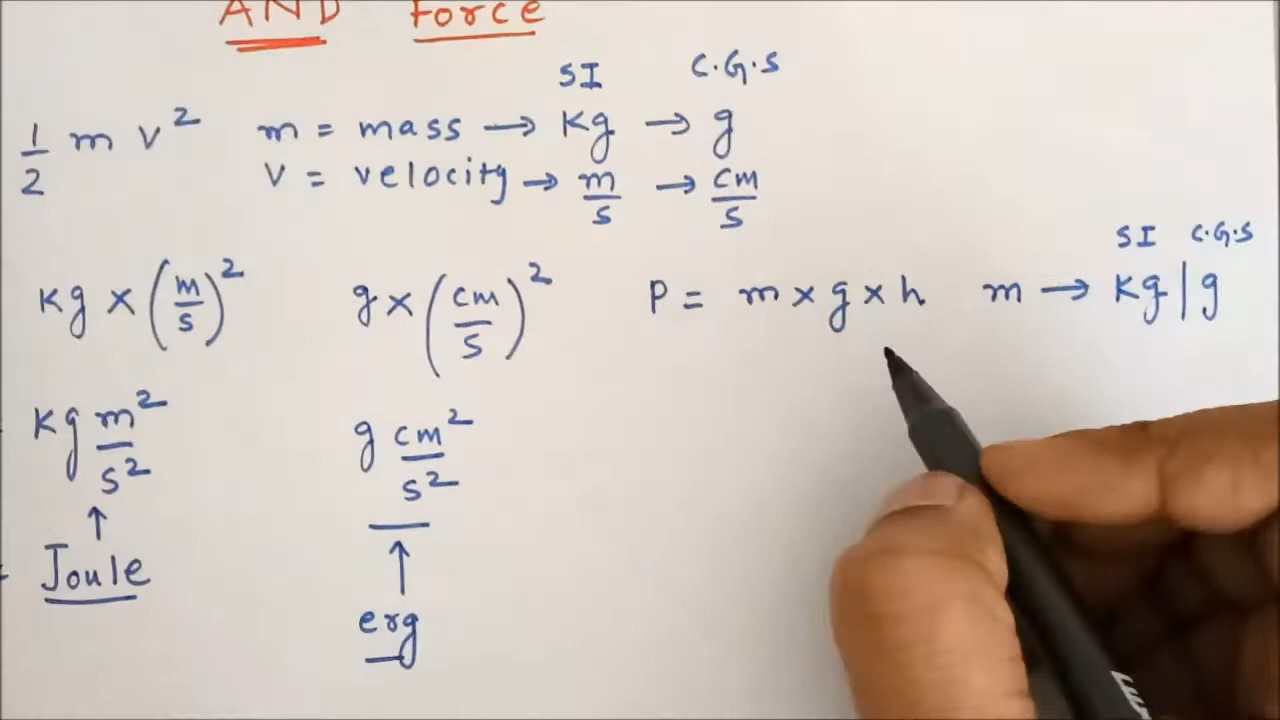 AND Force
SI C.G.S
1/2 m v² m = mass → Kg → g
v = velocity → m/s → cm/s
SI C.G.S
Kg × (m/s)² g × (cm/s)² P = m × g × h m → Kg | g
Kg m²/s² g cm²/s²
↑ ↑
Joule erg